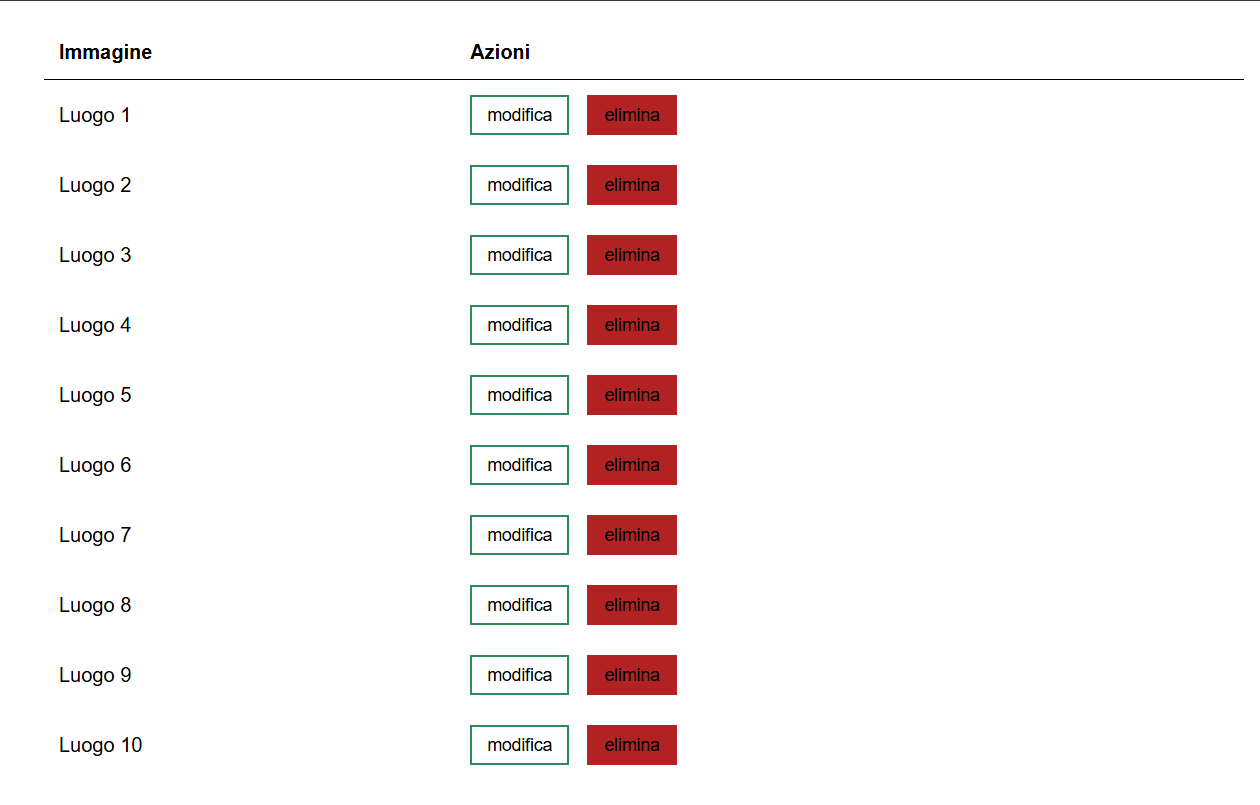 Immagine Azioni
Luogo 1 modifica elimina
Luogo 2 modifica elimina
Luogo 3 modifica elimina
Luogo 4 modifica elimina
Luogo 5 modifica elimina
Luogo 6 modifica elimina
Luogo 7 modifica elimina
Luogo 8 modifica elimina
Luogo 9 modifica elimina
Luogo 10 modifica elimina